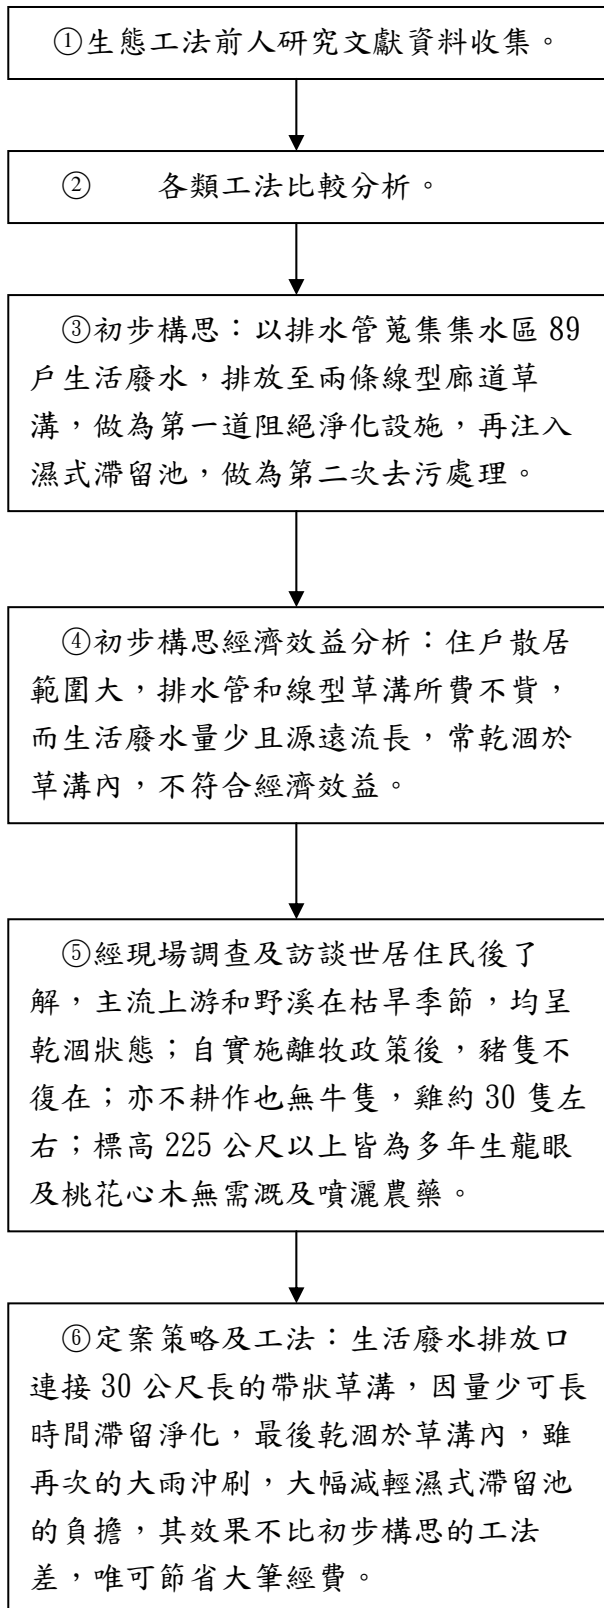 ①生態工法前人研究文獻資料收集。
② 各類工法比較分析。
③初步構思：以排水管蒐集集水區 89
戶生活廢水，排放至兩條線型廊道草
溝，做為第一道阻絕淨化設施，再注入
濕式滯留池，做為第二次去污處理。
④初步構思經濟效益分析：住戶散居
範圍大，排水管和線型草溝所費不貲，
而生活廢水量少且源遠流長，常乾涸於
草溝內，不符合經濟效益。
⑤經現場調查及訪談世居住民後了
解，主流上游和野溪在枯旱季節，均呈
乾涸狀態；自實施離牧政策後，豬隻不
復在；亦不耕作也無牛隻，雞約 30 隻左
右；標高 225 公尺以上皆為多年生龍眼
及桃花心木無需溉及噴灑農藥。
⑥定案策略及工法：生活廢水排放口
連接 30 公尺長的帶狀草溝，因量少可長
時間滯留淨化，最後乾涸於草溝內，雖
再次的大雨沖刷，大幅減輕濕式滯留池
的負擔，其效果不比初步構思的工法
差，唯可節省大筆經費。